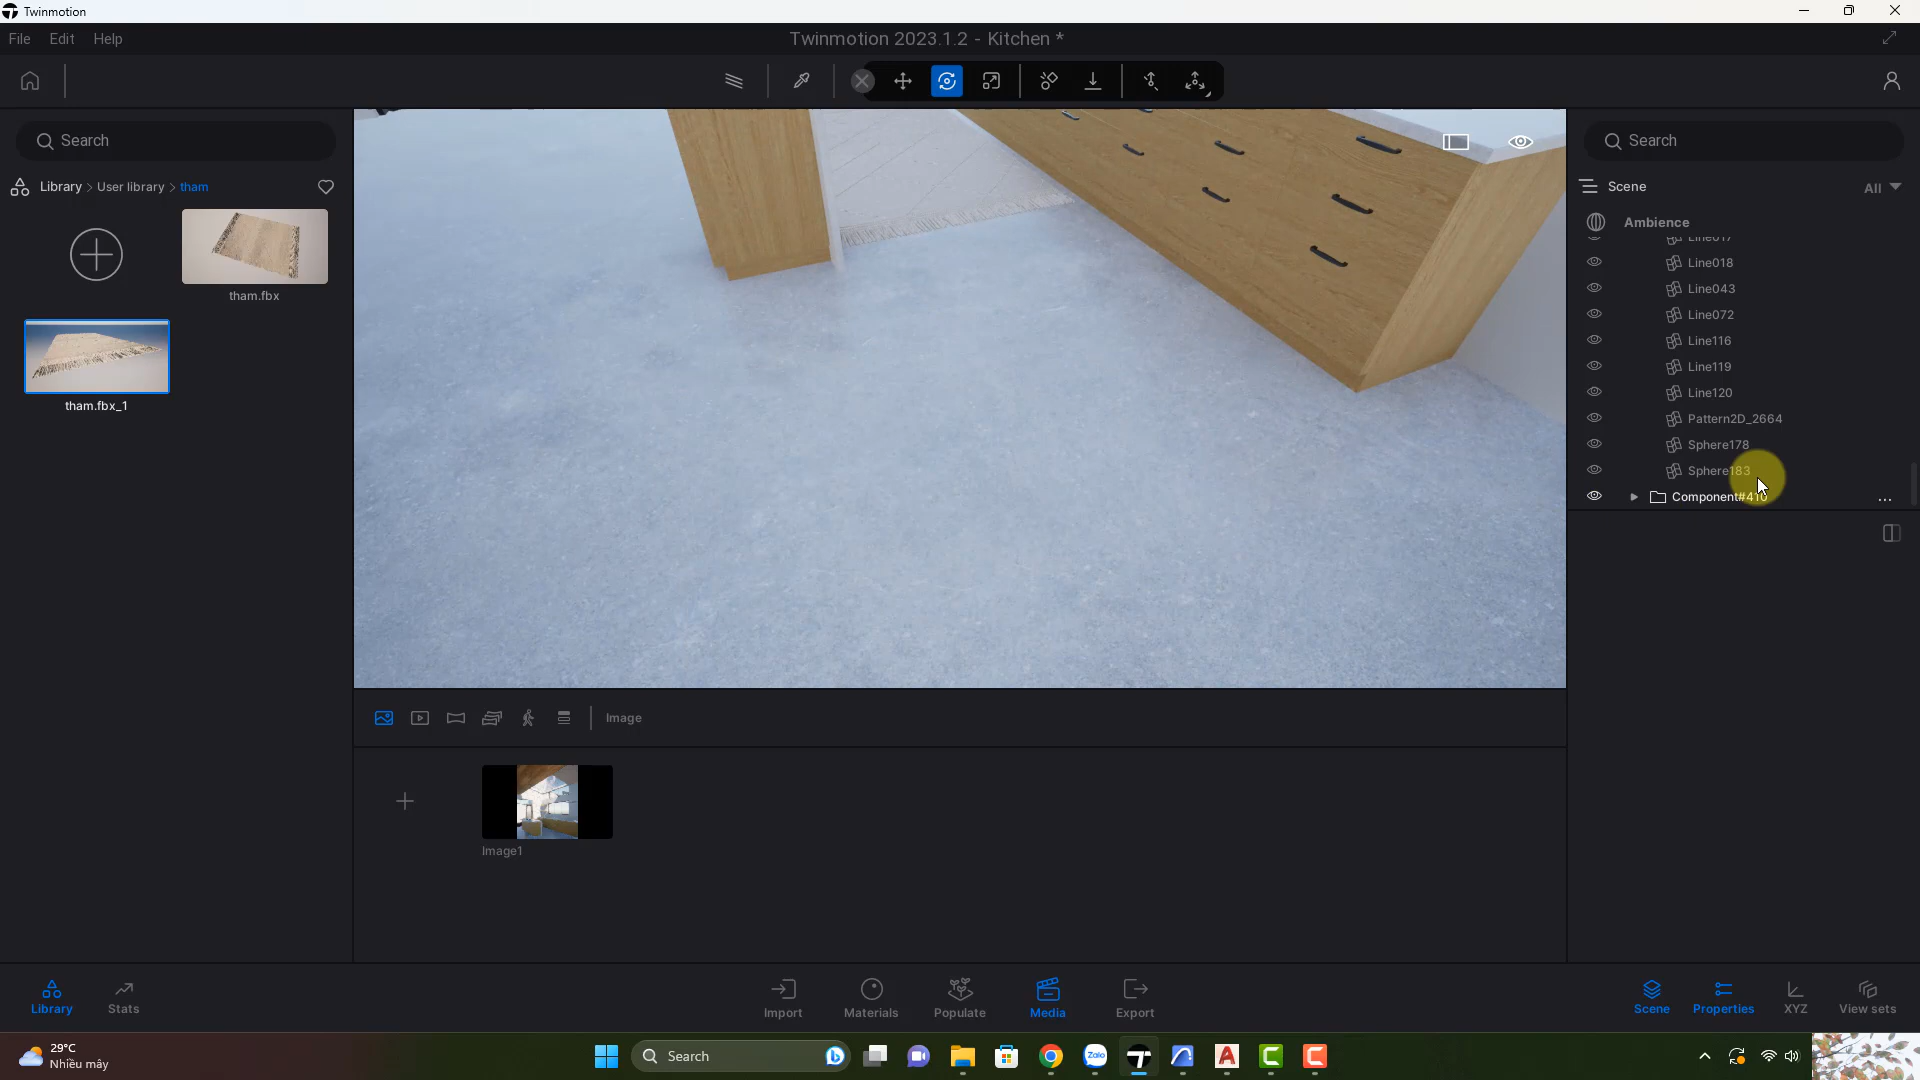 Twinmotion
File Edit Help
Twinmotion 2023.1.2 - Kitchen *
Search
Library > User library > tham
tham.fbx
tham.fbx_1
Search
Scene
All
Ambience
Line017
Line018
Line043
Line072
Line116
Line119
Line120
Pattern2D_2664
Sphere178
Sphere183
Component#410 ...
Image
Image1
Library
Stats
Import
Materials
Populate
Media
Export
Scene
Properties
XYZ
View sets
29°C
Nhiều mây
Search
Zalo